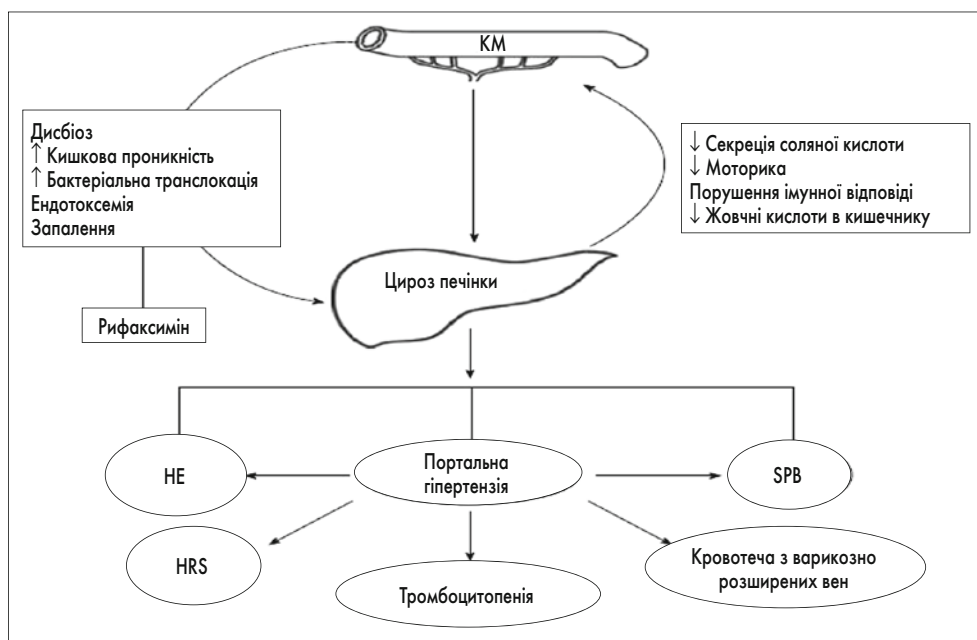 КМ
Дисбіоз
↑ Кишкова проникність
↑ Бактеріальна транслокація
Ендотоксемія
Запалення
↓ Секреція соляної кислоти
↓ Моторика
Порушення імунної відповіді
↓ Жовчні кислоти в кишечнику
Цироз печінки
Рифаксимін
HE
Портальна
гіпертензія
SPB
HRS
Тромбоцитопенія
Кровотеча з варикозно
розширених вен